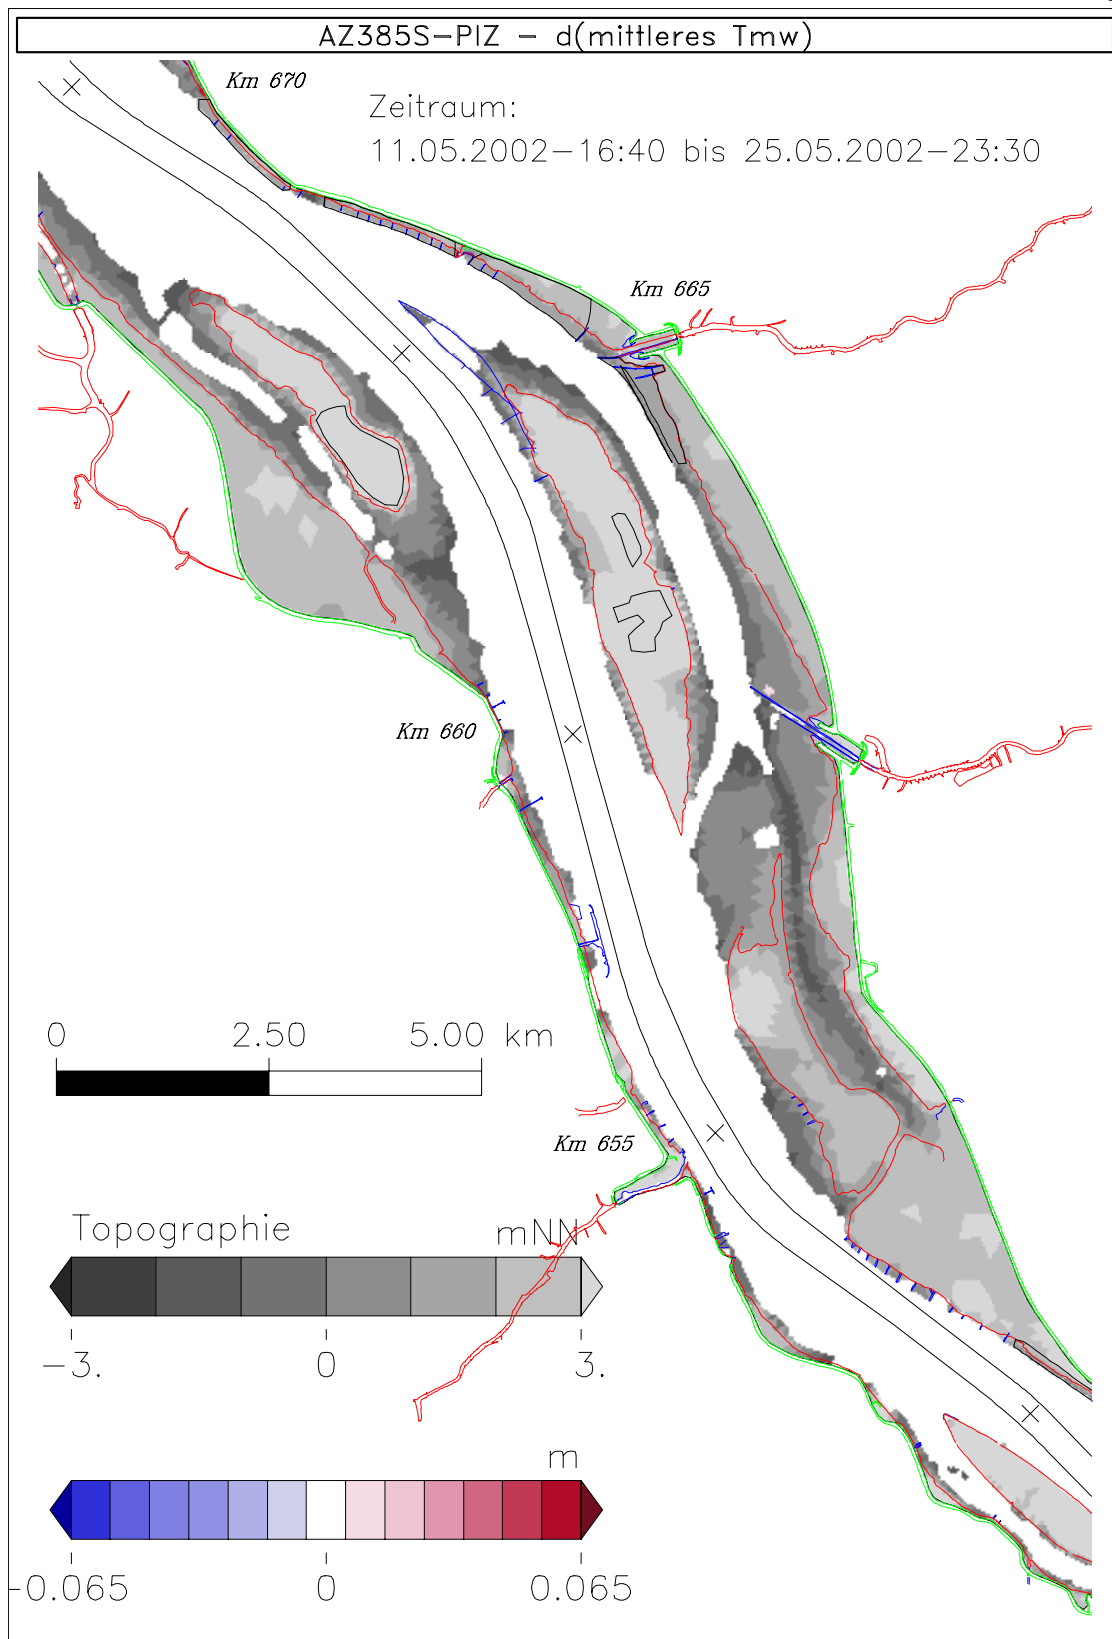 AZ385S-PIZ - d(mittleres Tmw)
Km 670
Zeitraum:
11.05.2002-16:40 bis 25.05.2002-23:30
Km 665
Km 660
0 2.50 5.00 km
Km 655
Topographie mNN
-3. 0 3.
m
-0.065 0 0.065